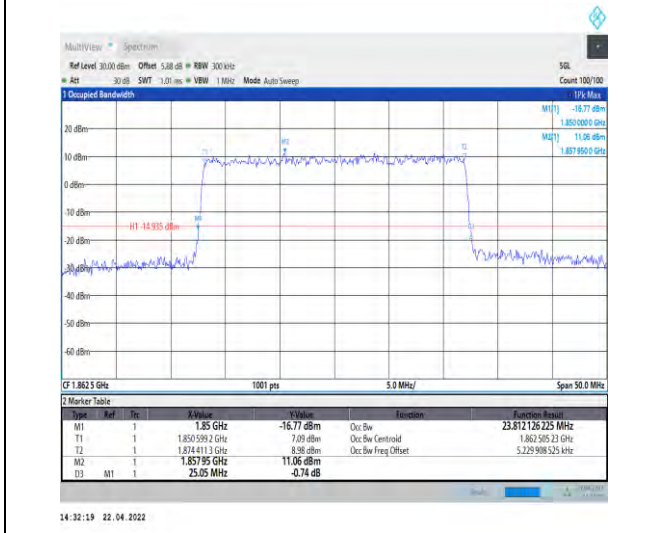 MultiView Spectrum
Ref Level 30.00 dBm Offset 5.88 dB RBW 300 kHz SGL
Att 30 dB SWT 1.01 ms VBW 1 MHz Mode Auto Sweep Count 100/100
1 Occupied Bandwidth 1Pk Max
M1[1] -16.77 dBm
1.850 000 0 GHz
M2[1] 11.06 dBm
1.857 950 0 GHz
20 dBm
M2
T2
10 dBm
0 dBm
-10 dBm
H1 -14.935 dBm
-20 dBm
-30 dBm
-40 dBm
-50 dBm
-60 dBm
CF 1.862 5 GHz 1001 pts 5.0 MHz/ Span 50.0 MHz
2 Marker Table
Type Ref Trc X-Value Y-Value Function Function Result
M1 1 1.85 GHz -16.77 dBm Occ Bw 23.812 126 225 MHz
T1 1 1.850 599 2 GHz 7.09 dBm Occ Bw Centroid 1.862 505 23 GHz
T2 1 1.874 411 3 GHz 8.98 dBm Occ Bw Freq Offset 5.229 908 525 kHz
M2 1 1.857 95 GHz 11.06 dBm
D3 M1 1 25.05 MHz -0.74 dB
14:32:19 22.04.2022